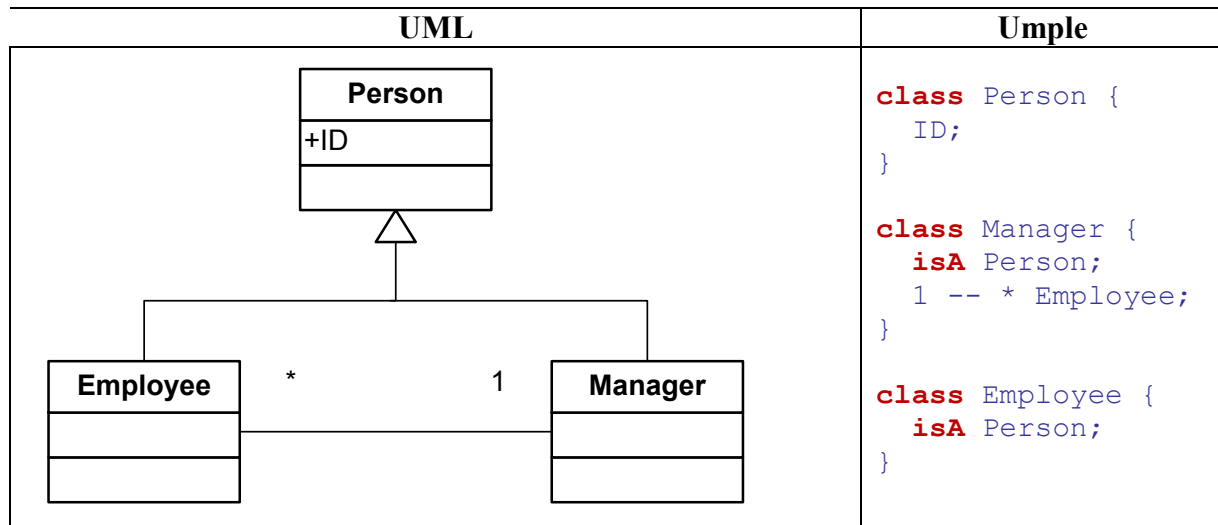 UML
Umple
Person
+ID
Employee
*
1
Manager
class Person {
ID;
}
class Manager {
isA Person;
1 -- * Employee;
}
class Employee {
isA Person;
}